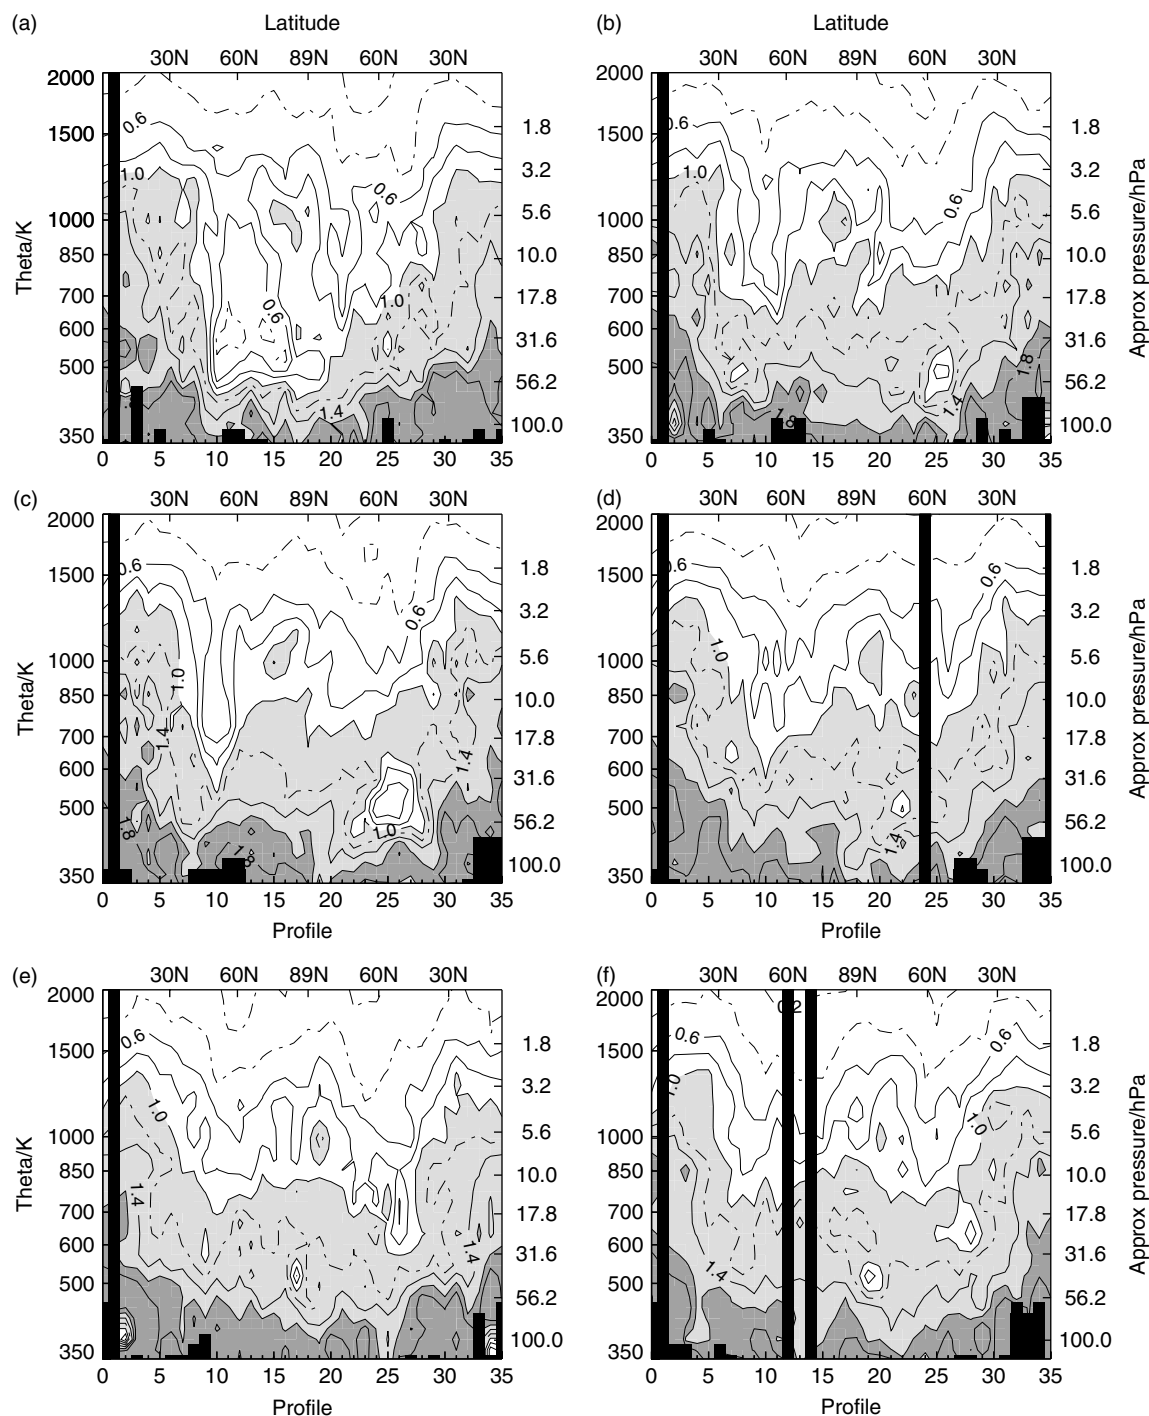 (a) Latitude (b) Latitude
30N 60N 89N 60N 30N 30N 60N 89N 60N 30N
2000 2000
1500 0.6 0.6 1.8 1500 0.6 1.8
1.0 3.2 1.0 3.2
1000 0.6 5.6 1000 0.6 5.6
850 10.0 850 10.0
700 0.6 1.0 17.8 700 17.8
600 31.6 600 31.6
500 56.2 500 1.8 56.2
350 1.4 100.0 350 1.8 1.4 100.0
0 5 10 15 20 25 30 35 0 5 10 15 20 25 30 35
Theta/K Approx pressure/hPa
(c) 30N 60N 89N 60N 30N (d) 30N 60N 89N 60N 30N
2000 2000
1500 0.6 1.8 1500 0.6 0.6 1.8
0.6 3.2 3.2
1000 1.0 5.6 1000 1.0 5.6
850 10.0 850 10.0
700 1.4 1.4 17.8 700 17.8
600 31.6 600 31.6
500 1.8 1.0 56.2 500 56.2
350 1.8 100.0 350 1.4 100.0
0 5 10 15 20 25 30 35 0 5 10 15 20 25 30 35
Theta/K Approx pressure/hPa
Profile Profile
(e) 30N 60N 89N 60N 30N (f) 30N 60N 89N 60N 30N
2000 2000
1500 0.6 1.8 1500 0.6 0.6 1.8
1.0 3.2 1.0 3.2
1000 5.6 1000 1.0 5.6
850 10.0 850 10.0
700 1.4 17.8 700 17.8
600 1.4 31.6 600 31.6
500 56.2 500 1.4 56.2
350 100.0 350 100.0
0 5 10 15 20 25 30 35 0 5 10 15 20 25 30 35
Theta/K Approx pressure/hPa
Profile Profile